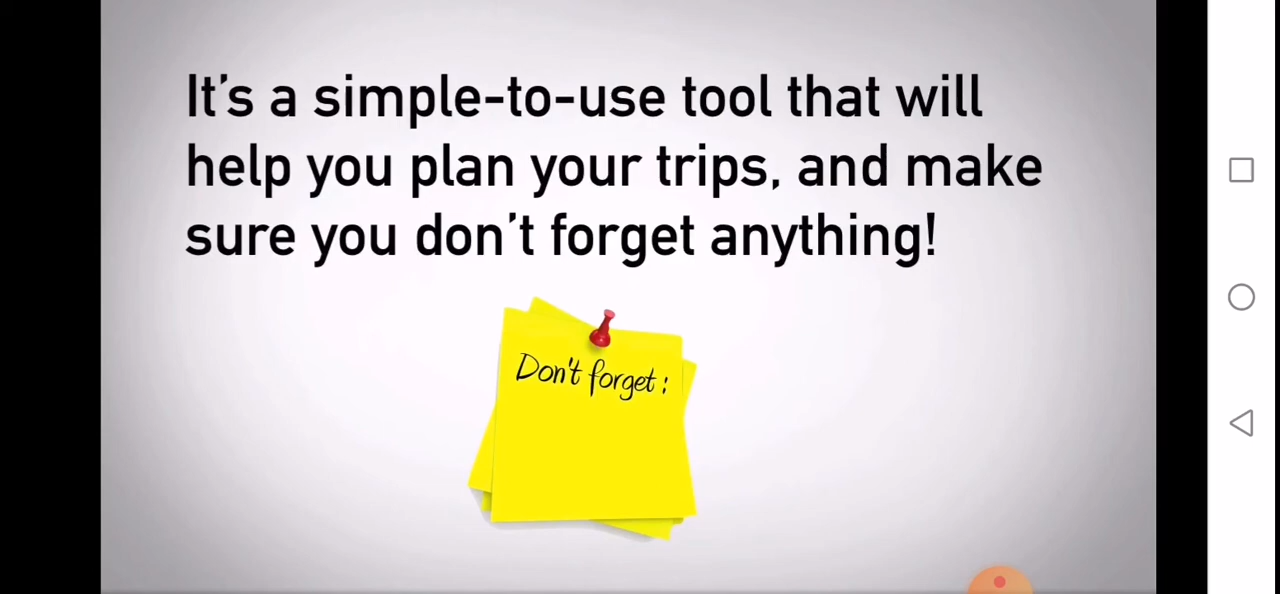 It's a simple-to-use tool that will
help you plan your trips, and make
sure you don't forget anything!
Don't forget: